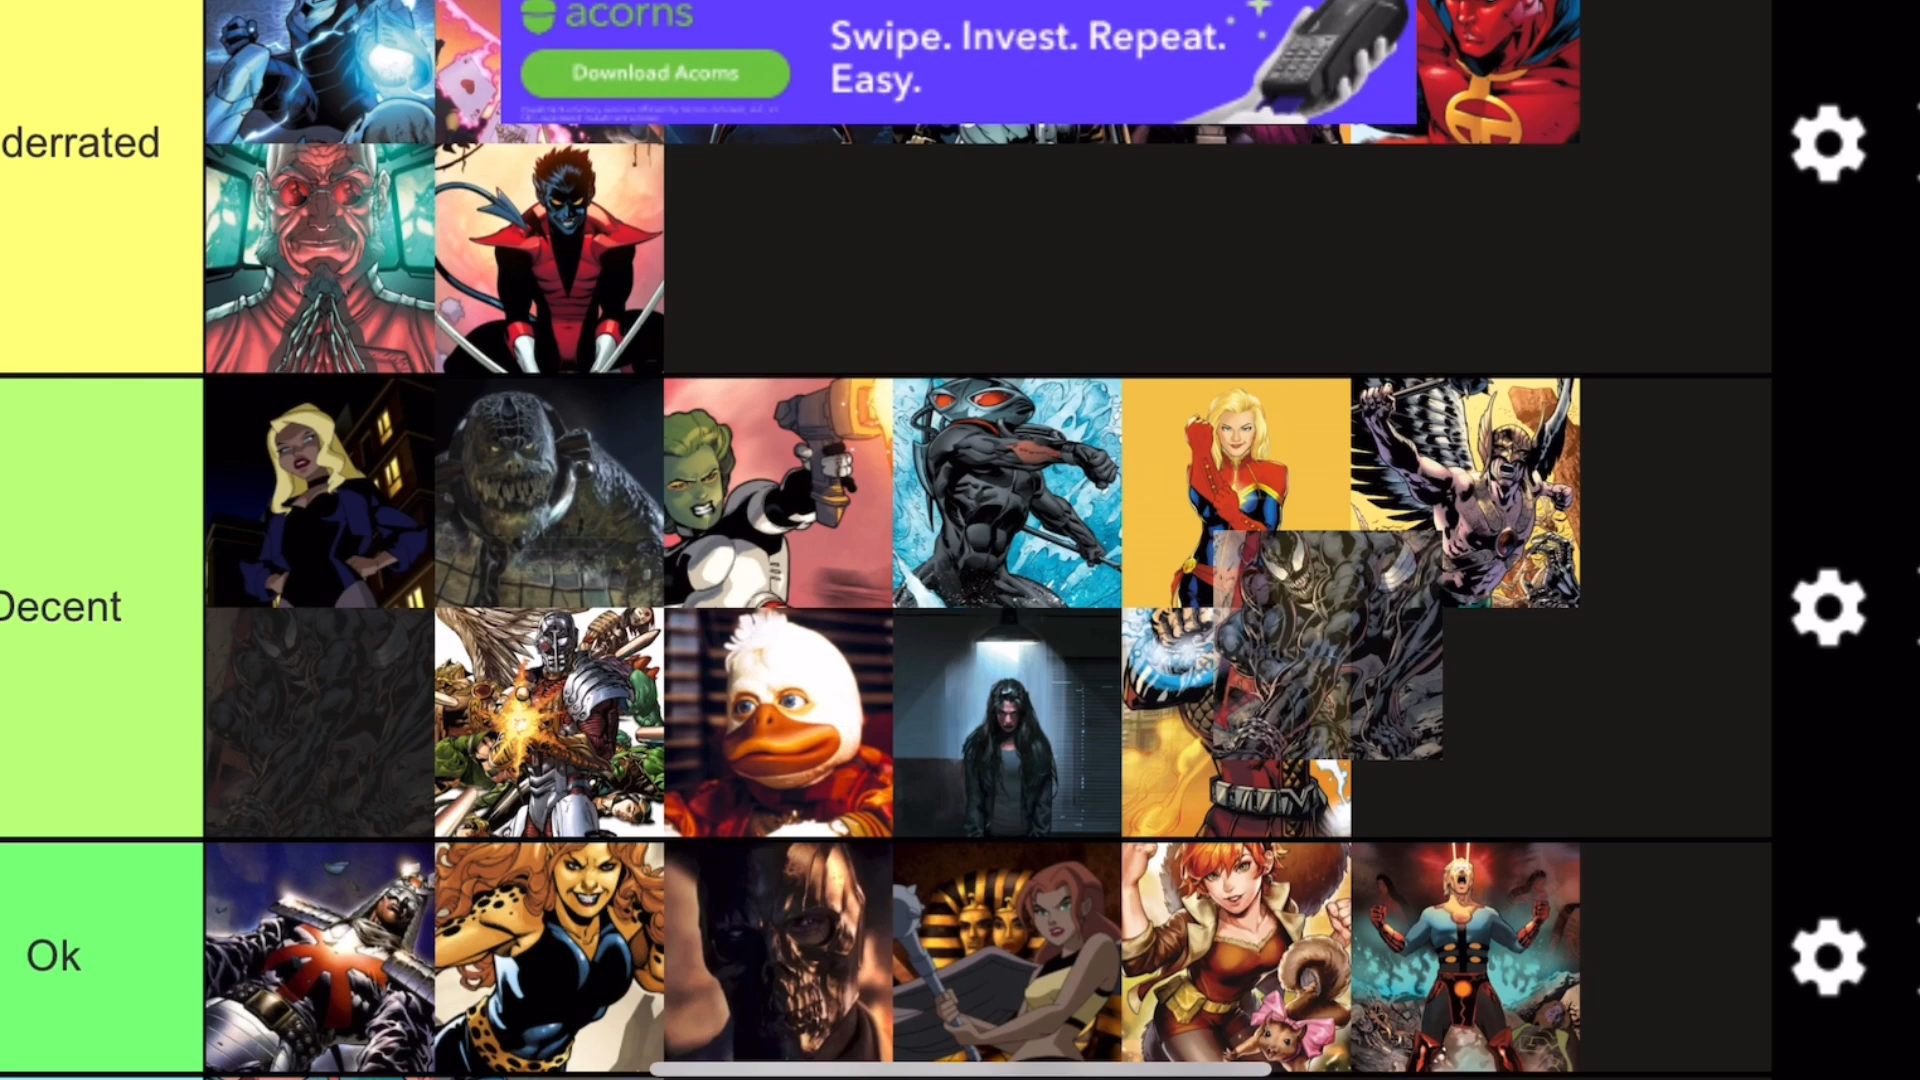 acorns
Download Acorns
Swipe. Invest. Repeat.
Easy.
derrated
Decent
Ok